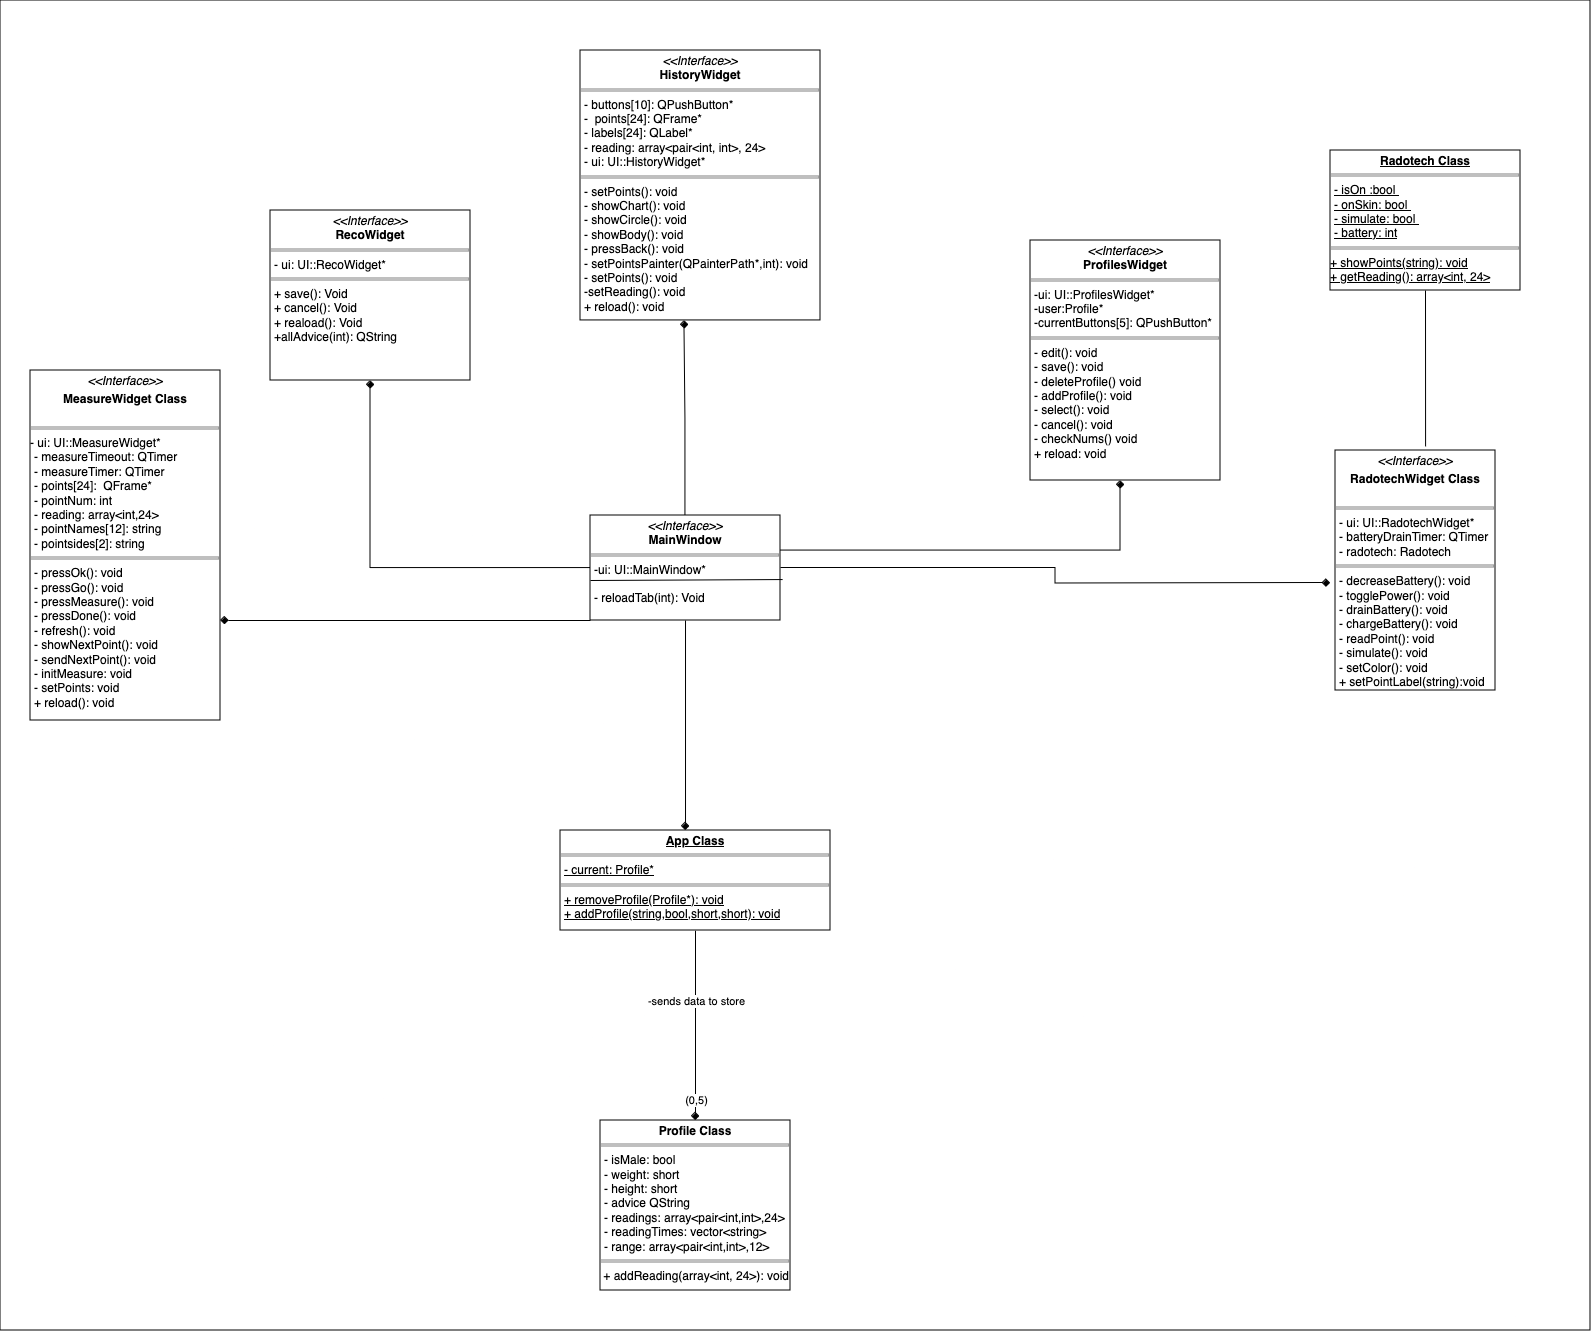 <<Interface>>
HistoryWidget
- buttons[10]: QPushButton*
-  points[24]: QFrame*
- labels[24]: QLabel*
- reading: array<pair<int, int>, 24>
- ui: UI::HistoryWidget*
- setPoints(): void
- showChart(): void
- showCircle(): void
- showBody(): void
- pressBack(): void
- setPointsPainter(QPainterPath*,int): void
- setPoints(): void
-setReading(): void
+ reload(): void
Radotech Class
- isOn :bool
- onSkin: bool
- simulate: bool
- battery: int
+ showPoints(string): void
+ getReading(): array<int, 24>
<<Interface>>
RecoWidget
- ui: UI::RecoWidget*
+ save(): Void
+ cancel(): Void
+ reaload(): Void
+allAdvice(int): QString
<<Interface>>
ProfilesWidget
-ui: UI::ProfilesWidget*
-user:Profile*
-currentButtons[5]: QPushButton*
- edit(): void
- save(): void
- deleteProfile() void
- addProfile(): void
- select(): void
- cancel(): void
- checkNums() void
+ reload: void
<<Interface>>
MeasureWidget Class
- ui: UI::MeasureWidget*
- measureTimeout: QTimer
- measureTimer: QTimer
- points[24]:  QFrame*
- pointNum: int
- reading: array<int,24>
- pointNames[12]: string
- pointsides[2]: string
- pressOk(): void
- pressGo(): void
- pressMeasure(): void
- pressDone(): void
- refresh(): void
- showNextPoint(): void
- sendNextPoint(): void
- initMeasure: void
- setPoints: void
+ reload(): void
<<Interface>>
RadotechWidget Class
- ui: UI::RadotechWidget*
- batteryDrainTimer: QTimer
- radotech: Radotech
- decreaseBattery(): void
- togglePower(): void
- drainBattery(): void
- chargeBattery(): void
- readPoint(): void
- simulate(): void
- setColor(): void
+ setPointLabel(string):void
<<Interface>>
MainWindow
-ui: UI::MainWindow*
- reloadTab(int): Void
App Class
- current: Profile*
+ removeProfile(Profile*): void
+ addProfile(string,bool,short,short): void
-sends data to store
(0,5)
Profile Class
- isMale: bool
- weight: short
- height: short
- advice QString
- readings: array<pair<int,int>,24>
- readingTimes: vector<string>
- range: array<pair<int,int>,12>
+ addReading(array<int, 24>): void